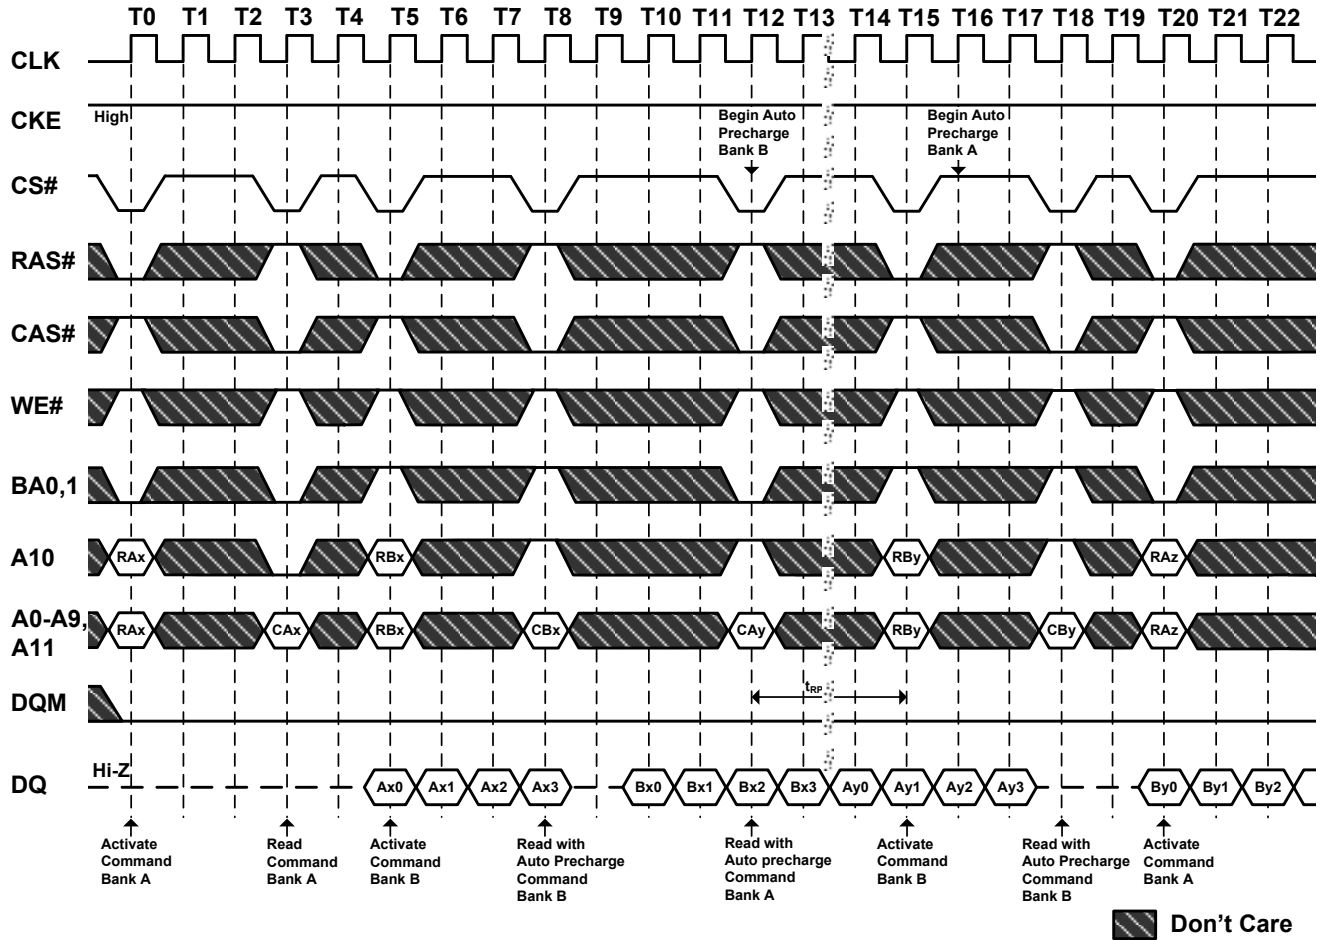 T0 T1 T2 T3 T4 T5 T6 T7 T8 T9 T10 T11 T12 T13 T14 T15 T16 T17 T18 T19 T20 T21 T22
CLK
CKE High
Begin Auto
Precharge
Bank B
Begin Auto
Precharge
Bank A
CS#
RAS#
CAS#
WE#
BA0,1
A10 RAx RBx RBy RAz
A0-A9,
A11
RAx CAx RBx CBx CAy RBy CBy RAz
DQM
tRP
Hi-Z
DQ Ax0 Ax1 Ax2 Ax3 Bx0 Bx1 Bx2 Bx3 Ay0 Ay1 Ay2 Ay3 By0 By1 By2
Activate
Command
Bank A
Read
Command
Bank A
Activate
Command
Bank B
Read with
Auto Precharge
Command
Bank B
Read with
Auto precharge
Command
Bank A
Activate
Command
Bank B
Read with
Auto Precharge
Command
Bank B
Activate
Command
Bank A
Don't Care